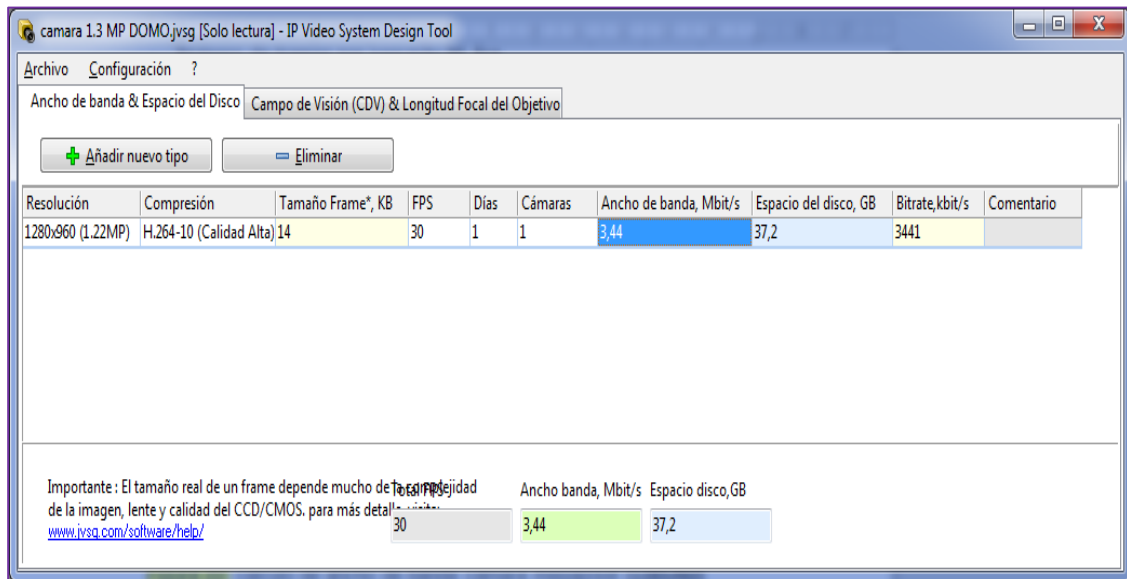 camara 1.3 MP DOMO.jvsg [Solo lectura] - IP Video System Design Tool
Archivo Configuración ?
Ancho de banda & Espacio del Disco Campo de Visión (CDV) & Longitud Focal del Objetivo
Añadir nuevo tipo Eliminar
Resolución Compresión Tamaño Frame*, KB FPS Días Cámaras Ancho de banda, Mbit/s Espacio del disco, GB Bitrate,kbit/s Comentario
1280x960 (1.22MP) H.264-10 (Calidad Alta) 14 30 1 1 3,44 37,2 3441
Importante : El tamaño real de un frame depende mucho de la complejidad
de la imagen, lente y calidad del CCD/CMOS. para más detalle, visite:
www.jvsg.com/software/help/
Total FPS Ancho banda, Mbit/s Espacio disco,GB
30 3,44 37,2